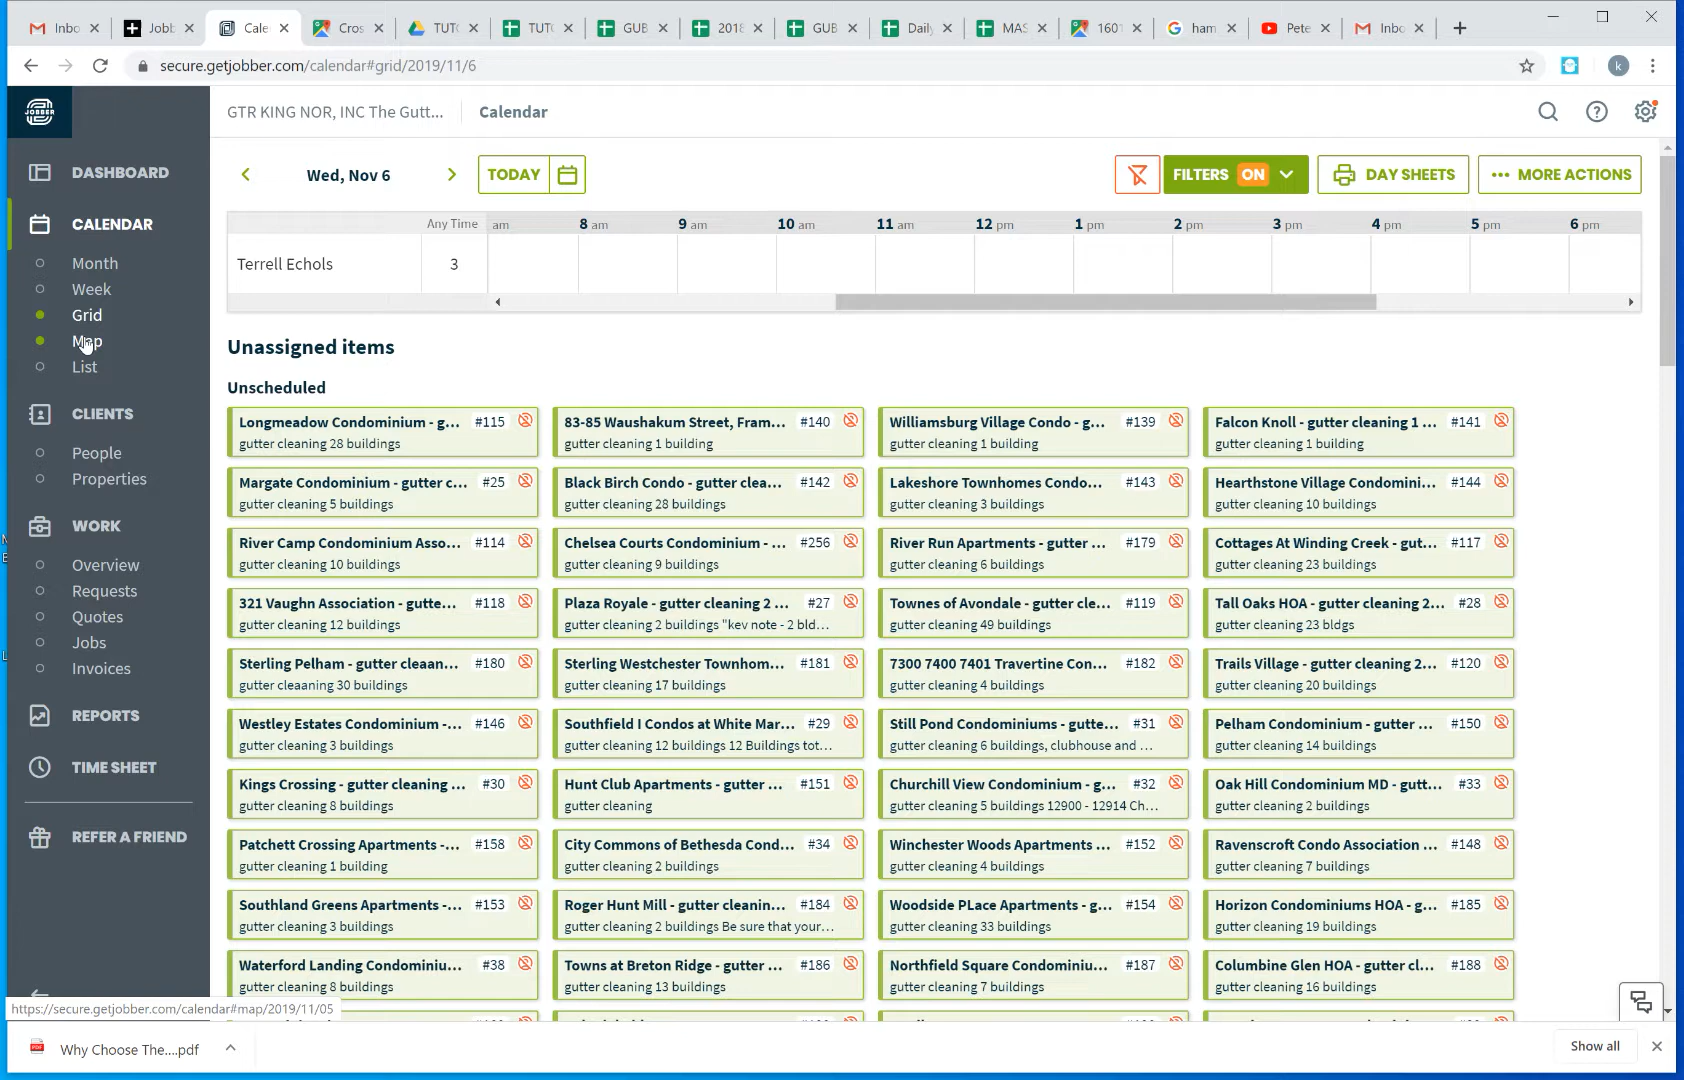 Inbo
Jobb
Cale
Cros
TUTO
TUT
GUB
2018
GUB
Daily
MAS
1601
ham
Pete
Inbo
secure.getjobber.com/calendar#grid/2019/11/6
k
JOBBER
GTR KING NOR, INC The Gutt...
Calendar
DASHBOARD
CALENDAR
Month
Week
Grid
Map
List
CLIENTS
People
Properties
WORK
Overview
Requests
Quotes
Jobs
Invoices
REPORTS
TIME SHEET
REFER A FRIEND
Wed, Nov 6
TODAY
FILTERS ON
DAY SHEETS
MORE ACTIONS
Any Time am 8 am 9 am 10 am 11 am 12 pm 1 pm 2 pm 3 pm 4 pm 5 pm 6 pm
Terrell Echols 3
Unassigned items
Unscheduled
Longmeadow Condominium - g... #115
gutter cleaning 28 buildings
83-85 Waushakum Street, Fram... #140
gutter cleaning 1 building
Williamsburg Village Condo - g... #139
gutter cleaning 1 building
Falcon Knoll - gutter cleaning 1 ... #141
gutter cleaning 1 building
Margate Condominium - gutter c... #25
gutter cleaning 5 buildings
Black Birch Condo - gutter clea... #142
gutter cleaning 28 buildings
Lakeshore Townhomes Condo... #143
gutter cleaning 3 buildings
Hearthstone Village Condomini... #144
gutter cleaning 10 buildings
River Camp Condominium Asso... #114
gutter cleaning 10 buildings
Chelsea Courts Condominium - ... #256
gutter cleaning 9 buildings
River Run Apartments - gutter ... #179
gutter cleaning 6 buildings
Cottages At Winding Creek - gut... #117
gutter cleaning 23 buildings
321 Vaughn Association - gutte... #118
gutter cleaning 12 buildings
Plaza Royale - gutter cleaning 2 ... #27
gutter cleaning 2 buildings "kev note - 2 bld...
Townes of Avondale - gutter cle... #119
gutter cleaning 49 buildings
Tall Oaks HOA - gutter cleaning 2... #28
gutter cleaning 23 bldgs
Sterling Pelham - gutter cleaan... #180
gutter cleaaning 30 buildings
Sterling Westchester Townhom... #181
gutter cleaning 17 buildings
7300 7400 7401 Travertine Con... #182
gutter cleaning 4 buildings
Trails Village - gutter cleaning 2... #120
gutter cleaning 20 buildings
Westley Estates Condominium -... #146
gutter cleaning 3 buildings
Southfield I Condos at White Mar... #29
gutter cleaning 12 buildings 12 Buildings tot...
Still Pond Condominiums - gutte... #31
gutter cleaning 6 buildings, clubhouse and ...
Pelham Condominium - gutter ... #150
gutter cleaning 14 buildings
Kings Crossing - gutter cleaning ... #30
gutter cleaning 8 buildings
Hunt Club Apartments - gutter ... #151
gutter cleaning
Churchill View Condominium - g... #32
gutter cleaning 5 buildings 12900 - 12914 Ch...
Oak Hill Condominium MD - gutt... #33
gutter cleaning 2 buildings
Patchett Crossing Apartments -... #158
gutter cleaning 1 building
City Commons of Bethesda Cond... #34
gutter cleaning 2 buildings
Winchester Woods Apartments ... #152
gutter cleaning 4 buildings
Ravenscroft Condo Association ... #148
gutter cleaning 7 buildings
Southland Greens Apartments -... #153
gutter cleaning 3 buildings
Roger Hunt Mill - gutter cleanin... #184
gutter cleaning 2 buildings Be sure that your...
Woodside PLace Apartments - g... #154
gutter cleaning 33 buildings
Horizon Condominiums HOA - g... #185
gutter cleaning 19 buildings
Waterford Landing Condominiu... #38
gutter cleaning 8 buildings
Towns at Breton Ridge - gutter ... #186
gutter cleaning 13 buildings
Northfield Square Condominiu... #187
gutter cleaning 7 buildings
Columbine Glen HOA - gutter cl... #188
gutter cleaning 16 buildings
https://secure.getjobber.com/calendar#map/2019/11/05
Why Choose The....pdf
Show all